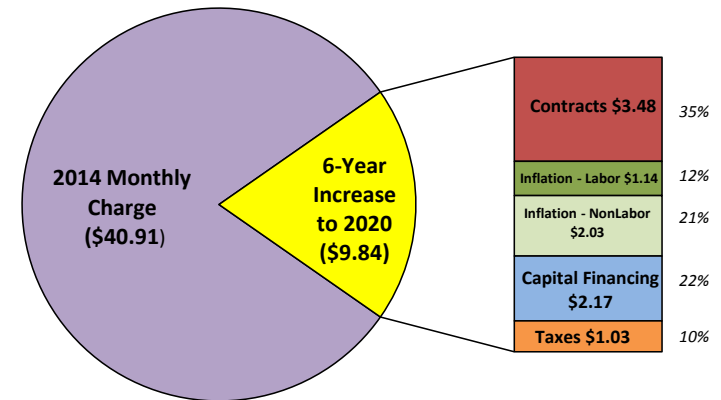 2014 Monthly
Charge
($40.91)
6-Year
Increase
to 2020
($9.84)
Contracts $3.48
35%
Inflation - Labor $1.14
12%
Inflation - NonLabor
$2.03
21%
Capital Financing
$2.17
22%
Taxes $1.03
10%